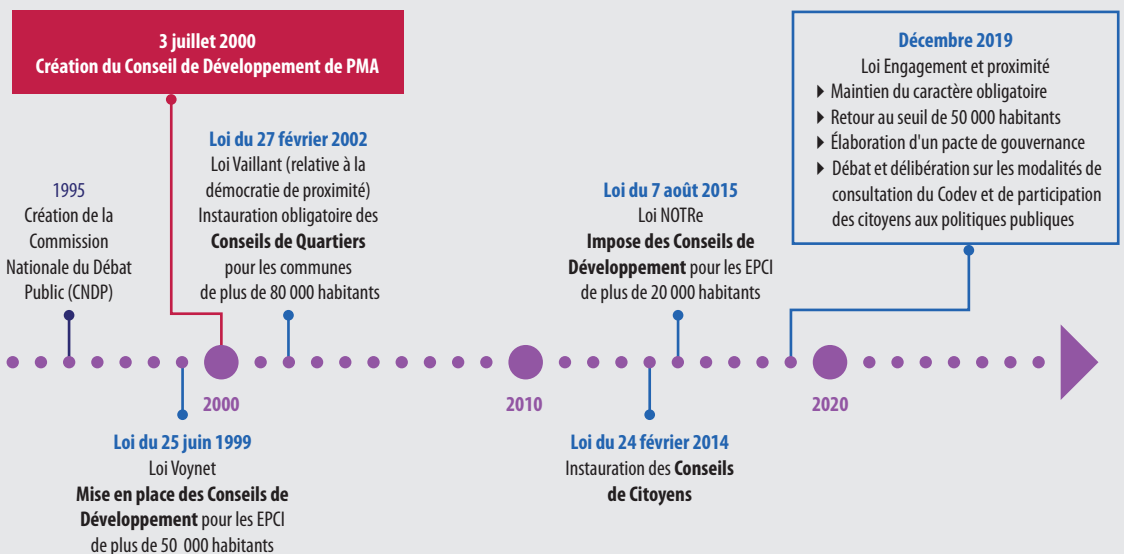 3 juillet 2000
Création du Conseil de Développement de PMA
Décembre 2019
Loi Engagement et proximité
Maintien du caractère obligatoire
Retour au seuil de 50 000 habitants
Élaboration d'un pacte de gouvernance
Débat et délibération sur les modalités de
consultation du Codev et de participation
des citoyens aux politiques publiques
1995
Création de la
Commission
Nationale du Débat
Public (CNDP)
Loi du 27 février 2002
Loi Vaillant (relative à la
démocratie de proximité)
Instauration obligatoire des
Conseils de Quartiers
pour les communes
de plus de 80 000 habitants
Loi du 7 août 2015
Loi NOTRe
Impose des Conseils de
Développement pour les EPCI
de plus de 20 000 habitants
2000
2010
2020
Loi du 25 juin 1999
Loi Voynet
Mise en place des Conseils de
Développement pour les EPCI
de plus de 50 000 habitants
Loi du 24 février 2014
Instauration des Conseils
de Citoyens